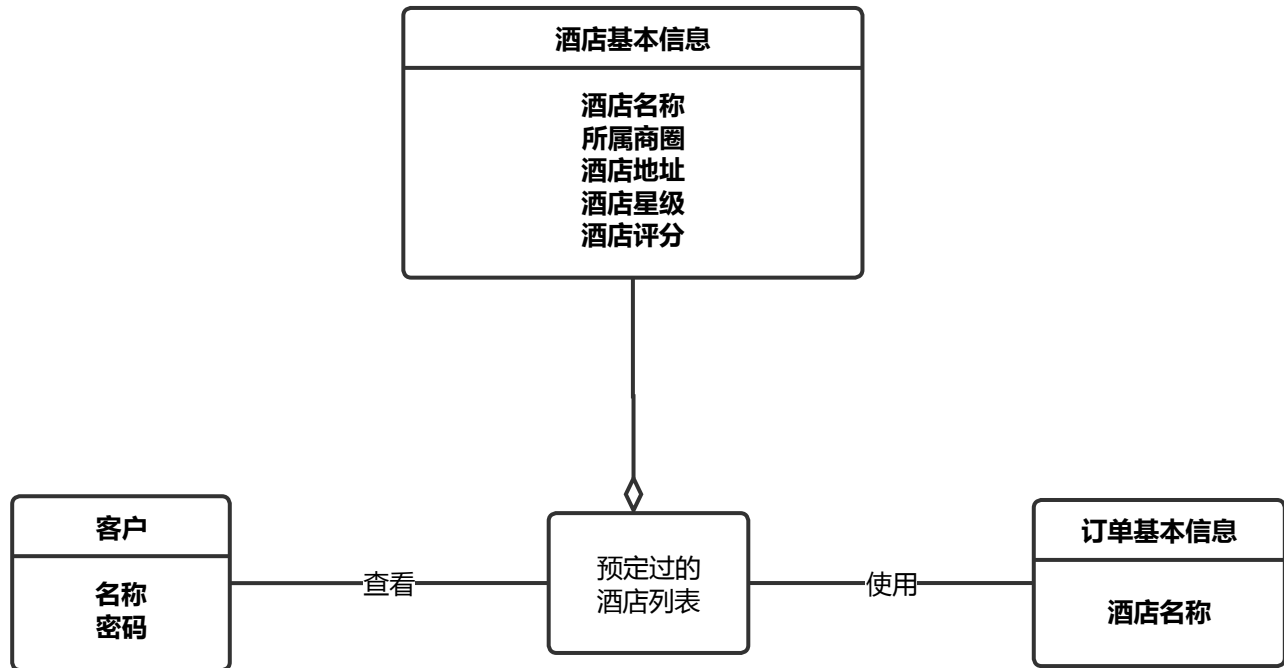 酒店基本信息
酒店名称
所属商圈
酒店地址
酒店星级
酒店评分
客户
名称
密码
查看
预定过的
酒店列表
使用
订单基本信息
酒店名称